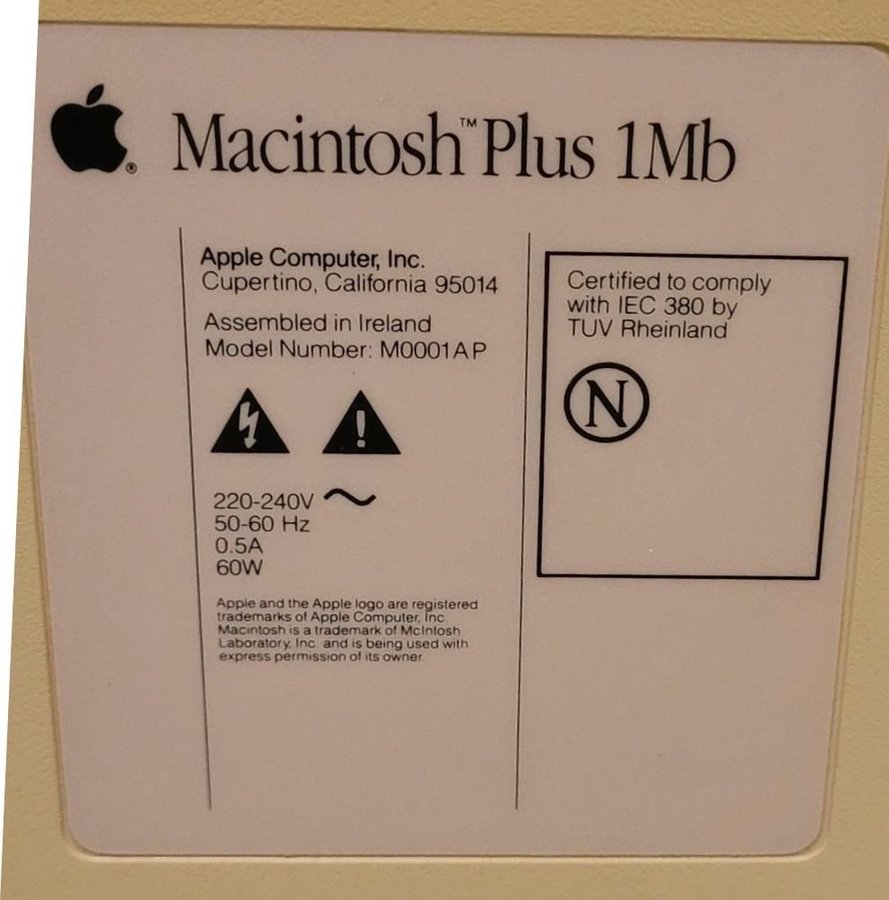 Macintosh™ Plus 1Mb
Apple Computer, Inc.
Cupertino, California 95014
Assembled in Ireland
Model Number: M0001AP
220-240V ~
50-60 Hz
0.5A
60W
Apple and the Apple logo are registered
trademarks of Apple Computer, Inc.
Macintosh is a trademark of McIntosh
Laboratory, Inc. and is being used with
express permission of its owner.
Certified to comply
with IEC 380 by
TUV Rheinland
N